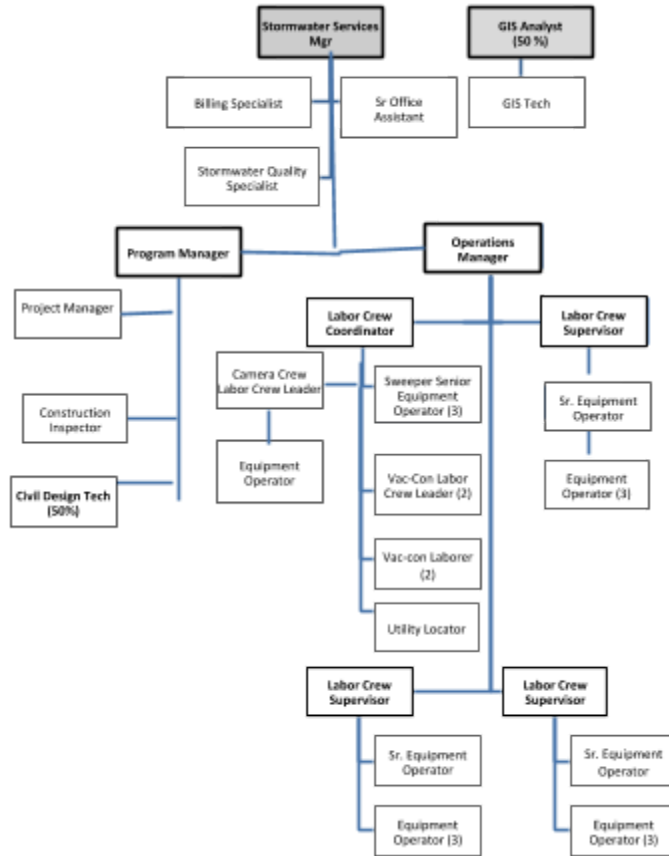 Stormwater Services
Mgr
GIS Analyst
(50 %)
Billing Specialist
Sr Office
Assistant
GIS Tech
Stormwater Quality
Specialist
Program Manager
Operations
Manager
Project Manager
Labor Crew
Coordinator
Labor Crew
Supervisor
Camera Crew
Labor Crew Leader
Sweeper Senior
Equipment
Operator (3)
Sr. Equipment
Operator
Construction
Inspector
Equipment
Operator
Vac-Con Labor
Crew Leader (2)
Equipment
Operator (3)
Civil Design Tech
(50%)
Vac-con Laborer
(2)
Utility Locator
Labor Crew
Supervisor
Labor Crew
Supervisor
Sr. Equipment
Operator
Sr. Equipment
Operator
Equipment
Operator (3)
Equipment
Operator (3)